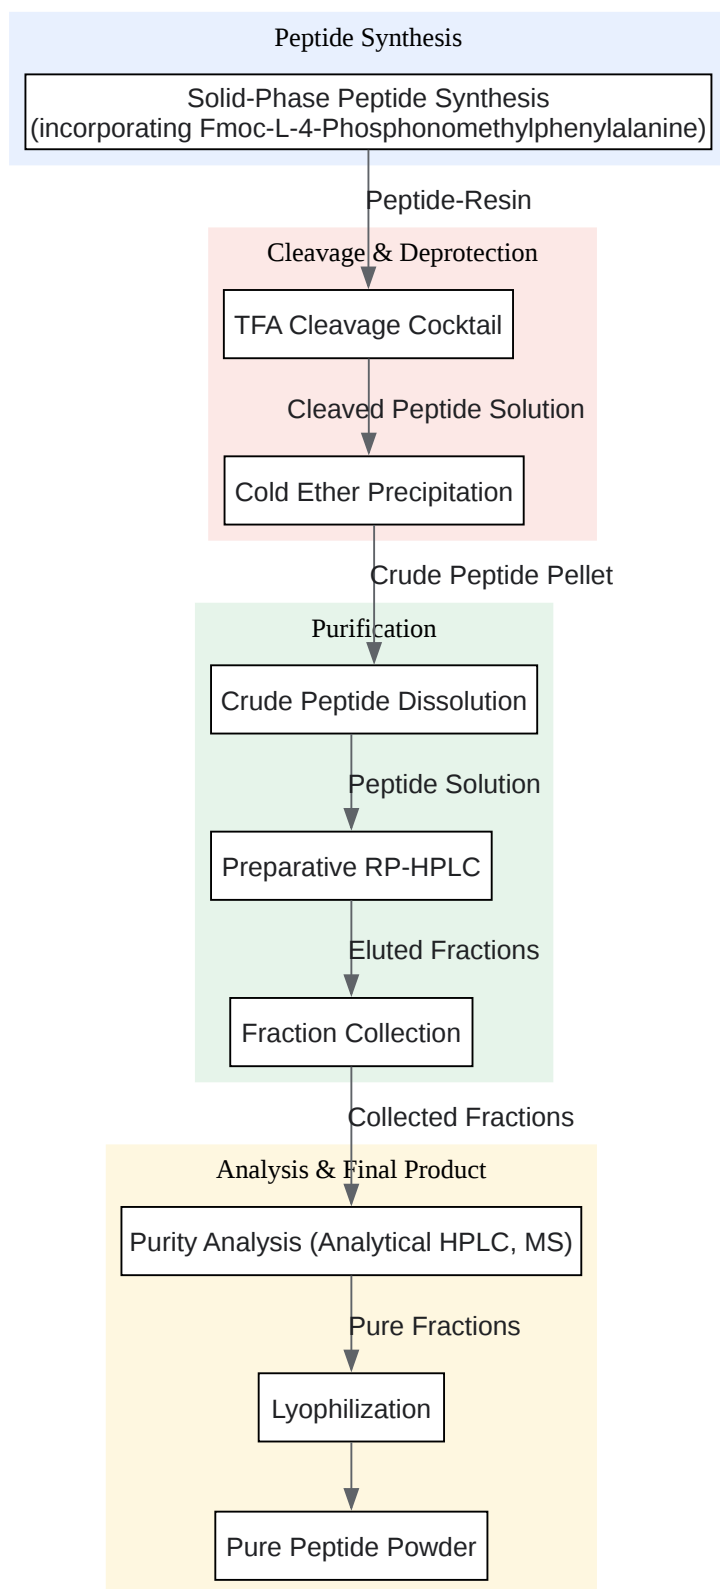 Peptide Synthesis
Solid-Phase Peptide Synthesis
(incorporating Fmoc-L-4-Phosphonomethylphenylalanine)
Peptide-Resin
Cleavage & Deprotection
TFA Cleavage Cocktail
Cleaved Peptide Solution
Cold Ether Precipitation
Crude Peptide Pellet
Purification
Crude Peptide Dissolution
Peptide Solution
Preparative RP-HPLC
Eluted Fractions
Fraction Collection
Collected Fractions
Analysis & Final Product
Purity Analysis (Analytical HPLC, MS)
Pure Fractions
Lyophilization
Pure Peptide Powder